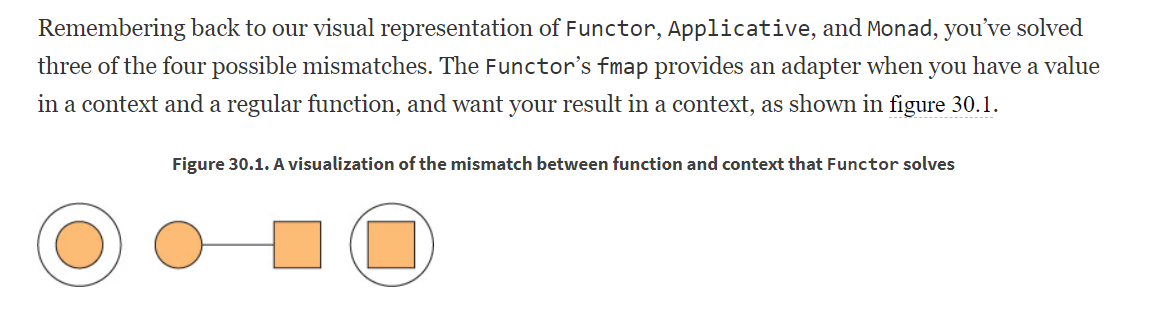 Remembering back to our visual representation of Functor, Applicative, and Monad, you’ve solved
three of the four possible mismatches. The Functor’s fmap provides an adapter when you have a value
in a context and a regular function, and want your result in a context, as shown in figure 30.1.
Figure 30.1. A visualization of the mismatch between function and context that Functor solves